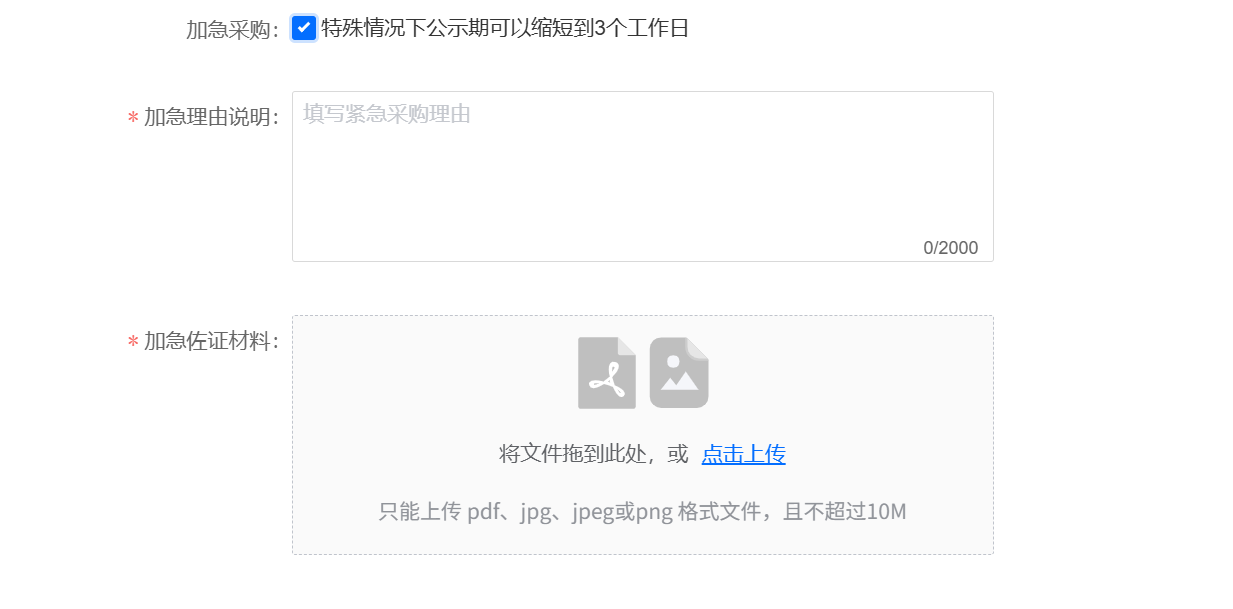 加急采购： 特殊情况下公示期可以缩短到3个工作日
* 加急理由说明： 填写紧急采购理由
0/2000
* 加急佐证材料：
将文件拖到此处，或 点击上传
只能上传 pdf、jpg、jpeg或png 格式文件，且不超过10M